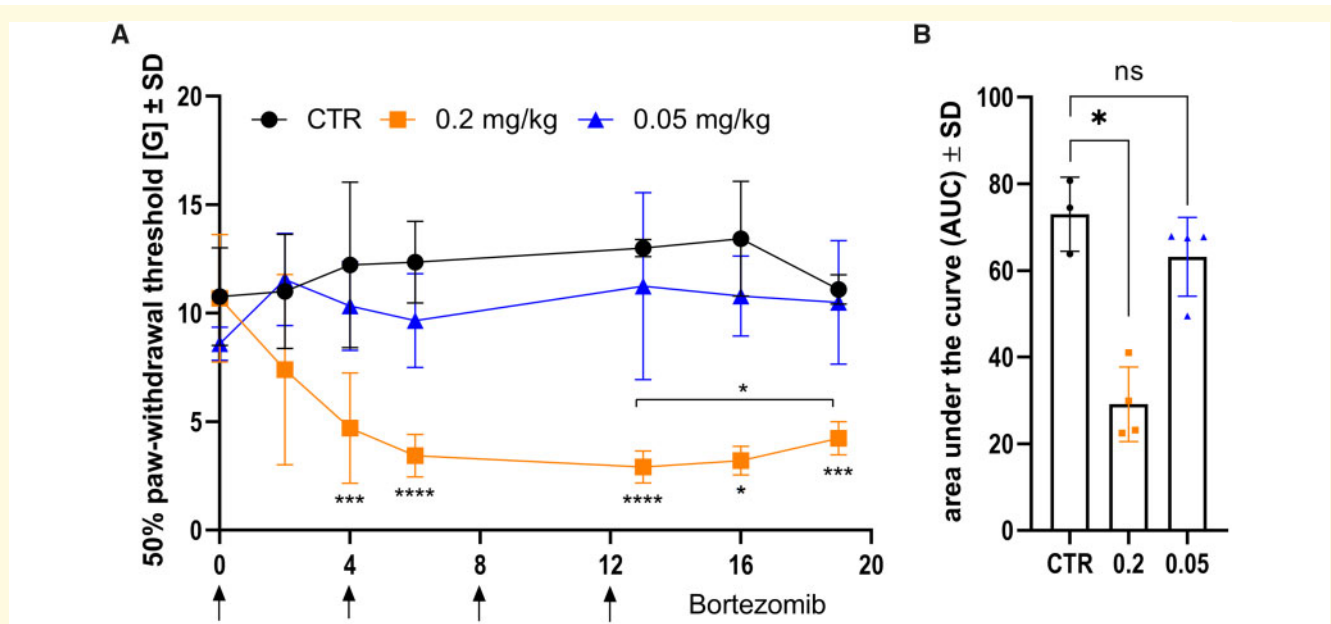 A
50% paw-withdrawal threshold [G] ± SD
20
15
10
5
0
CTR 0.2 mg/kg 0.05 mg/kg
*
*** **** **** * ***
0 4 8 12 16 20
Bortezomib
B
area under the curve (AUC) ± SD
100
80
60
40
20
0
ns
*
CTR 0.2 0.05